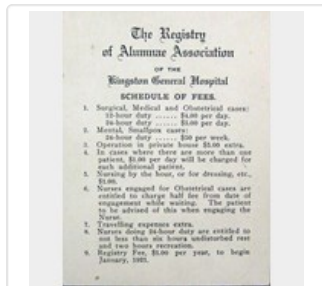 The Registry
of Alumnae Association
OF THE
Kingston General Hospital
SCHEDULE OF FEES.
1. Surgical, Medical and Obstetrical cases:
12-hour duty ...... $4.00 per day.
24-hour duty ...... $5.00 per day.
2. Mental, Smallpox cases:
24-hour duty ...... $50 per week.
3. Operation in private house $5.00 extra.
4. In cases where there are more than one
patient, $1.00 per day will be charged for
each additional patient.
5. Nursing by the hour, or for dressing, etc.,
$1.00.
6. Nurses engaged for Obstetrical cases are
entitled to charge half fee from date of
engagement while waiting. The patient
to be advised of this when engaging the
Nurse.
7. Travelling expenses extra.
8. Nurses doing 24-hour duty are entitled to
not less than six hours undisturbed rest
and two hours recreation.
9. Registry Fee, $5.00 per year, to begin
January,